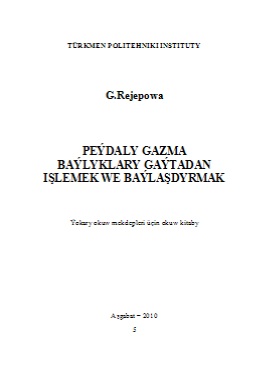 TÜRKMEN POLITEHNIKI INSTITUTY
G.Rejepowa
PEÝDALY GAZMA
BAÝLYKLARY GAÝTADAN
IŞLEMEK WE BAÝLAŞDYRMAK
Ýokary okuw mekdepleri üçin okuw kitaby
Aşgabat – 2010
5